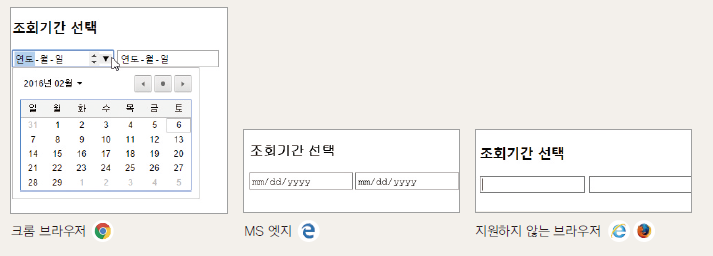 조회기간 선택
연도-월-일 연도-월-일
2016년 02월
일 월 화 수 목 금 토
31 1 2 3 4 5 6
7 8 9 10 11 12 13
14 15 16 17 18 19 20
21 22 23 24 25 26 27
28 29 1 2 3 4 5
크롬 브라우저
조회기간 선택
mm/dd/yyyy mm/dd/yyyy
MS 엣지
조회기간 선택
지원하지 않는 브라우저